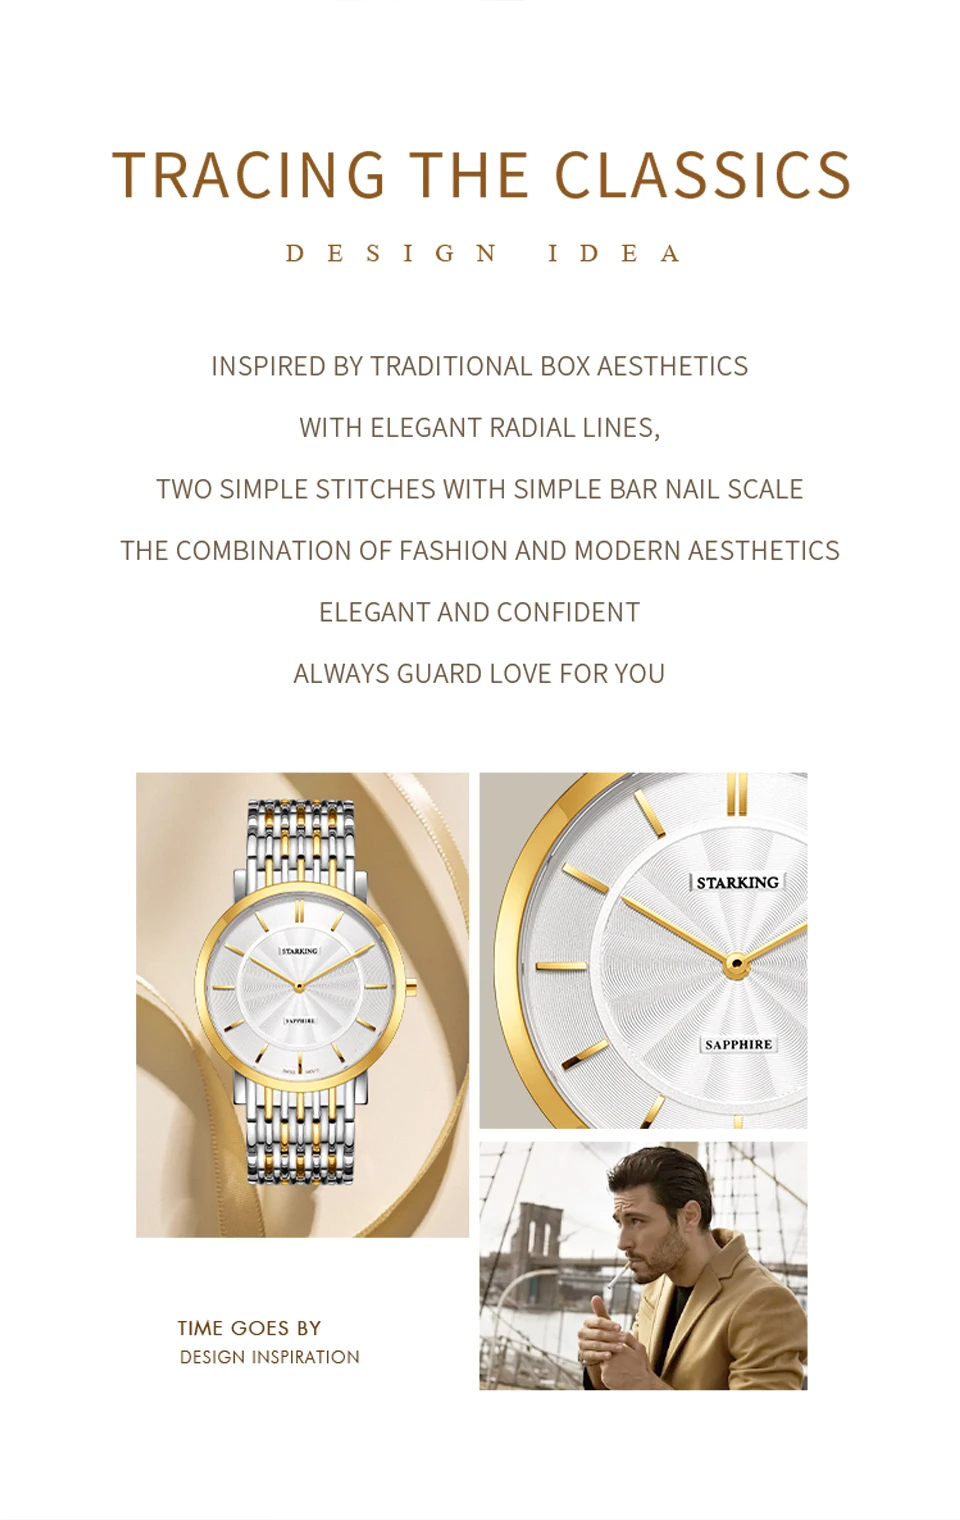 TRACING THE CLASSICS
DESIGN IDEA
INSPIRED BY TRADITIONAL BOX AESTHETICS
WITH ELEGANT RADIAL LINES,
TWO SIMPLE STITCHES WITH SIMPLE BAR NAIL SCALE
THE COMBINATION OF FASHION AND MODERN AESTHETICS
ELEGANT AND CONFIDENT
ALWAYS GUARD LOVE FOR YOU
STARKING
SAPPHIRE
STARKING
SAPPHIRE
TIME GOES BY
DESIGN INSPIRATION